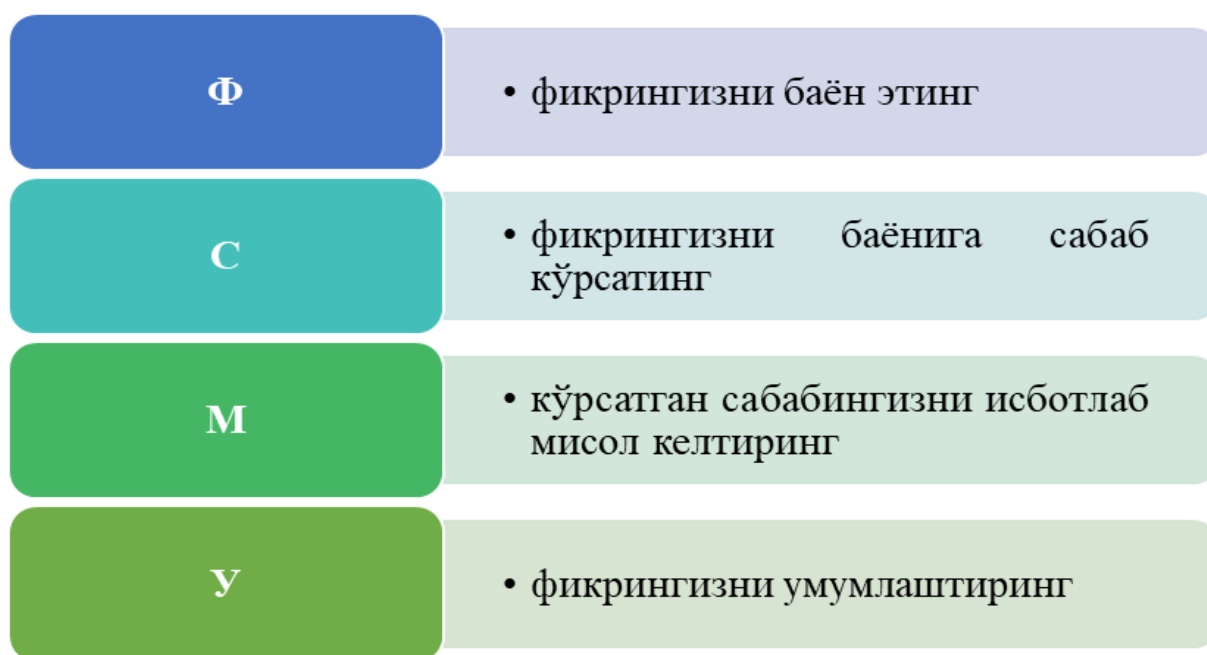 Ф
• фикрингизни баён этинг
С
• фикрингизни баёнига сабаб
кўрсатинг
М
• кўрсатган сабабингизни исботлаб
мисол келтиринг
У
• фикрингизни умумлаштиринг